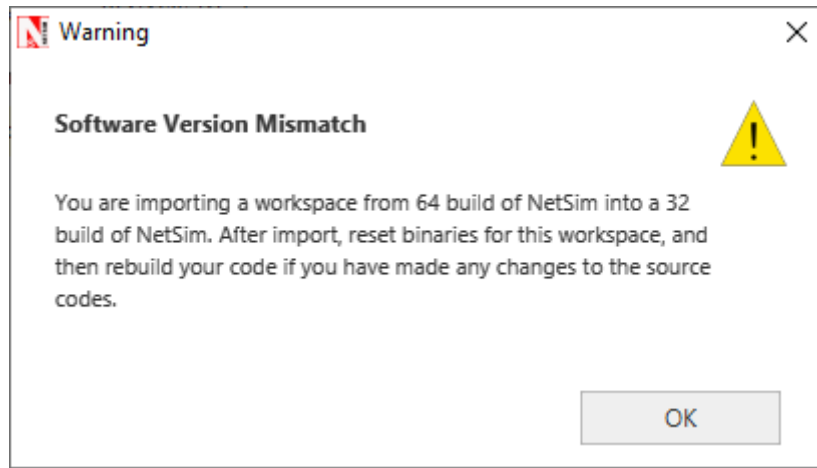 Warning
Software Version Mismatch
You are importing a workspace from 64 build of NetSim into a 32
build of NetSim. After import, reset binaries for this workspace, and
then rebuild your code if you have made any changes to the source
codes.
OK